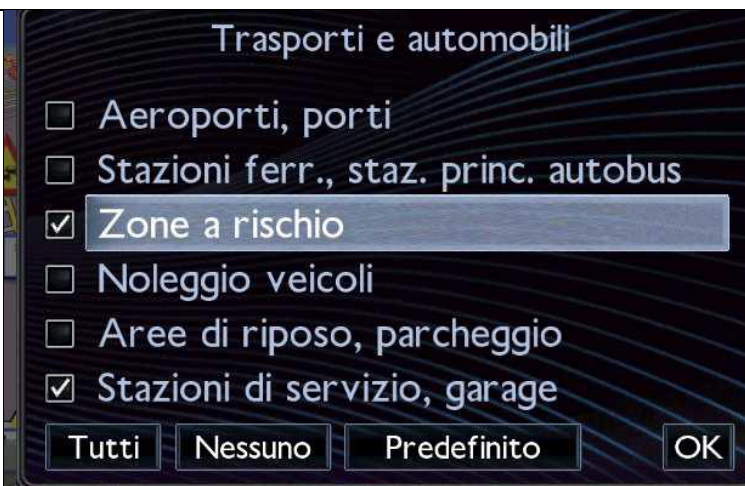 Trasporti e automobili
Aeroporti, porti
Stazioni ferr., staz. princ. autobus
Zone a rischio
Noleggio veicoli
Aree di riposo, parcheggio
Stazioni di servizio, garage
Tutti Nessuno Predefinito OK